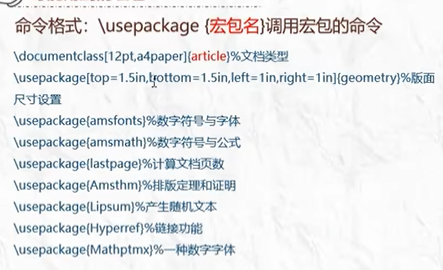 命令格式：\usepackage {宏包名}调用宏包的命令
\documentclass[12pt,a4paper]{article}%文档类型
\usepackage[top=1.5in,bottom=1.5in,left=1in,right=1in]{geometry}%版面
尺寸设置
\usepackage{amsfonts}%数字符号与字体
\usepackage{amsmath}%数字符号与公式
\usepackage{lastpage}%计算文档页数
\usepackage{Amsthm}%排版定理和证明
\usepackage{Lipsum}%产生随机文本
\usepackage{Hyperref}%链接功能
\usepackage{Mathptmx}%一种数字字体